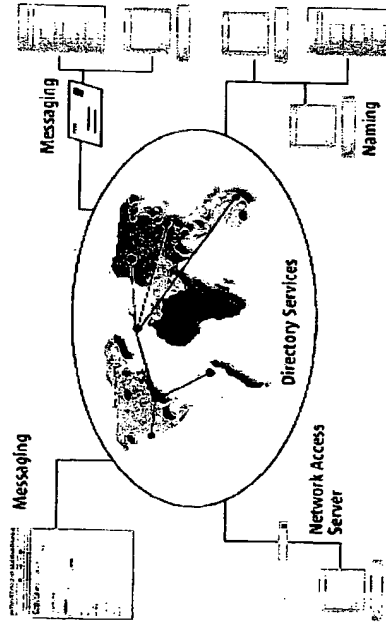 Messaging
Messaging
Directory Services
Network Access
Server
Naming